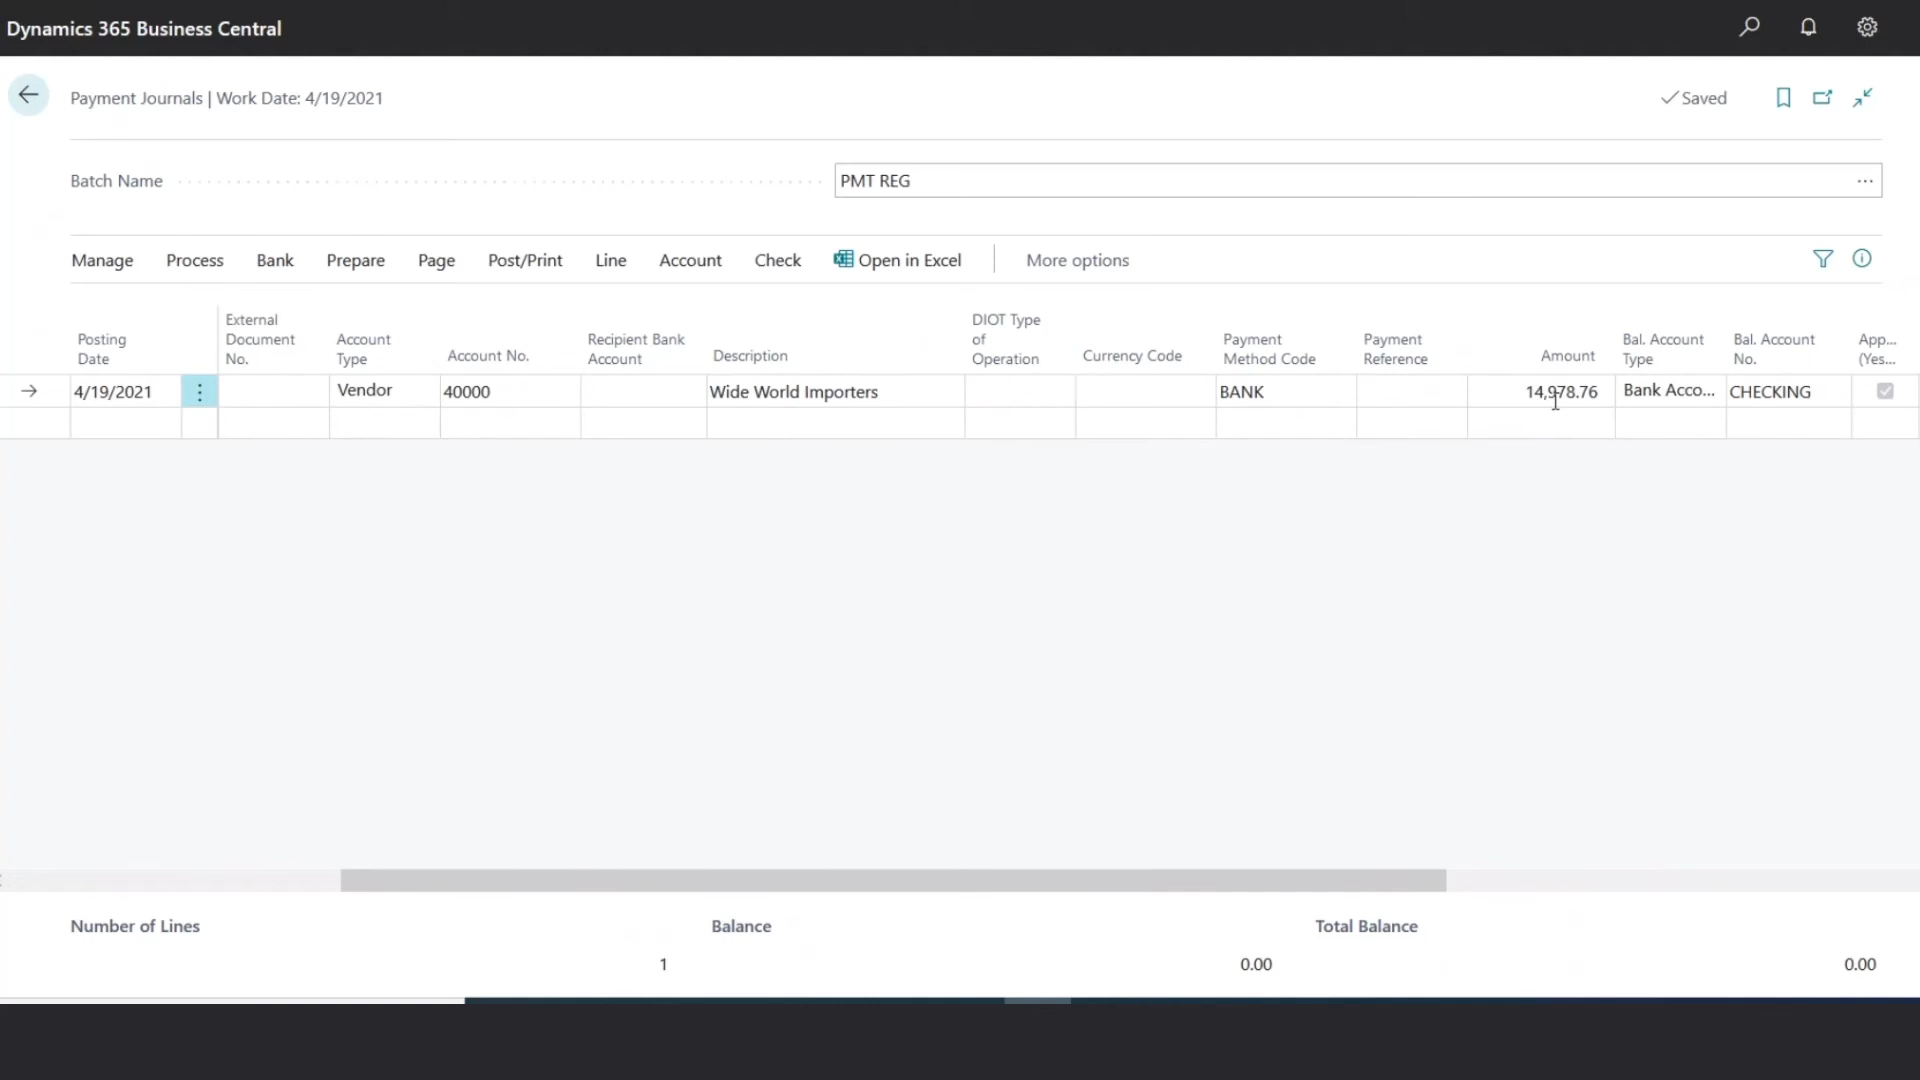 Dynamics 365 Business Central
Payment Journals | Work Date: 4/19/2021
Saved
Batch Name
PMT REG
Manage Process Bank Prepare Page Post/Print Line Account Check Open in Excel More options
Posting Date
External Document No.
Account Type
Account No.
Recipient Bank Account
Description
DIOT Type of Operation
Currency Code
Payment Method Code
Payment Reference
Amount
Bal. Account Type
Bal. Account No.
App... (Yes...
4/19/2021 Vendor 40000 Wide World Importers BANK 14,978.76 Bank Acco... CHECKING
Number of Lines Balance Total Balance
1 0.00 0.00